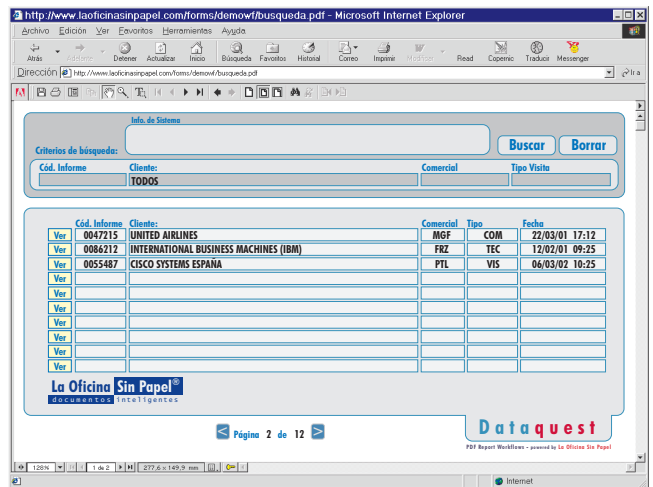 http://www.laoficinasinpapel.com/forms/demowf/busqueda.pdf - Microsoft Internet Explorer
Archivo Edición Ver Favoritos Herramientas Ayuda
Atrás Adelante Detener Actualizar Inicio Búsqueda Favoritos Historial Correo Imprimir Modificar Read Copernic Traducir Messenger
Dirección http://www.laoficinasinpapel.com/forms/demowf/busqueda.pdf Ir a
Info. de Sistema
Criterios de búsqueda: Buscar Borrar
Cód. Informe Cliente: Comercial Tipo Visita
TODOS
Cód. Informe Cliente: Comercial Tipo Fecha
Ver 0047215 UNITED AIRLINES MGF COM 22/03/01 17:12
Ver 0086212 INTERNATIONAL BUSINESS MACHINES (IBM) FRZ TEC 12/02/01 09:25
Ver 0055487 CISCO SYSTEMS ESPAÑA PTL VIS 06/03/02 10:25
Ver
Ver
Ver
Ver
Ver
Ver
Ver
La Oficina Sin Papel®
documentos inteligentes
< Página 2 de 12 >
Dataquest
PDF Report Workflows - powered by La Oficina Sin Papel
128% 1 de 2 277,6 x 149,9 mm
Internet